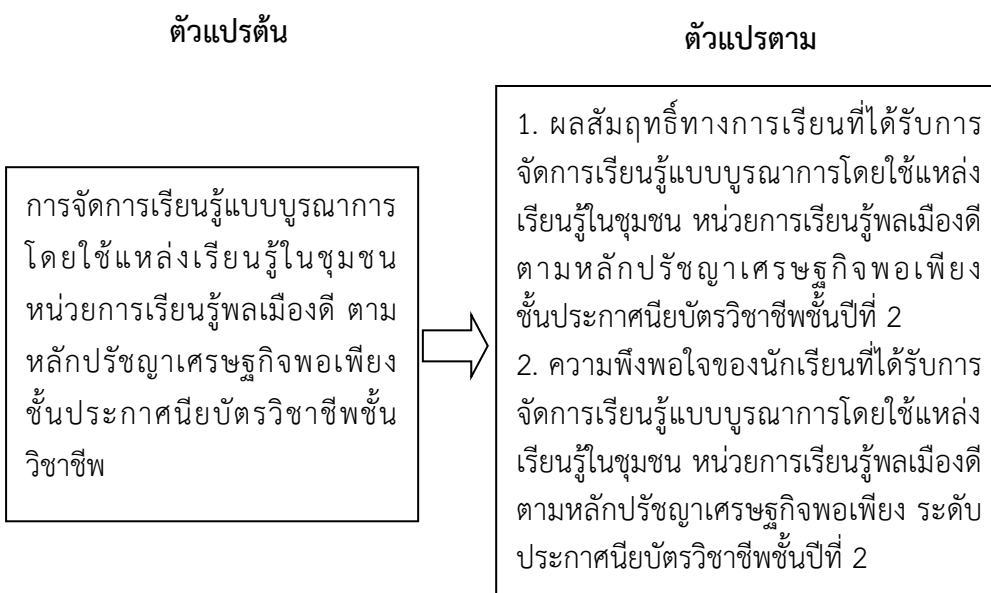 ตัวแปรต้น
ตัวแปรตาม
การจัดการเรียนรู้แบบบูรณาการ
โดยใช้แหล่งเรียนรู้ในชุมชน
หน่วยการเรียนรู้พลเมืองดี ตาม
หลักปรัชญาเศรษฐกิจพอเพียง
ชั้นประกาศนียบัตรวิชาชีพชั้น
วิชาชีพ
1. ผลสัมฤทธิ์ทางการเรียนที่ได้รับการ
จัดการเรียนรู้แบบบูรณาการโดยใช้แหล่ง
เรียนรู้ในชุมชน หน่วยการเรียนรู้พลเมืองดี
ตามหลักปรัชญาเศรษฐกิจพอเพียง
ชั้นประกาศนียบัตรวิชาชีพชั้นปีที่ 2
2. ความพึงพอใจของนักเรียนที่ได้รับการ
จัดการเรียนรู้แบบบูรณาการโดยใช้แหล่ง
เรียนรู้ในชุมชน หน่วยการเรียนรู้พลเมืองดี
ตามหลักปรัชญาเศรษฐกิจพอเพียง ระดับ
ประกาศนียบัตรวิชาชีพชั้นปีที่ 2